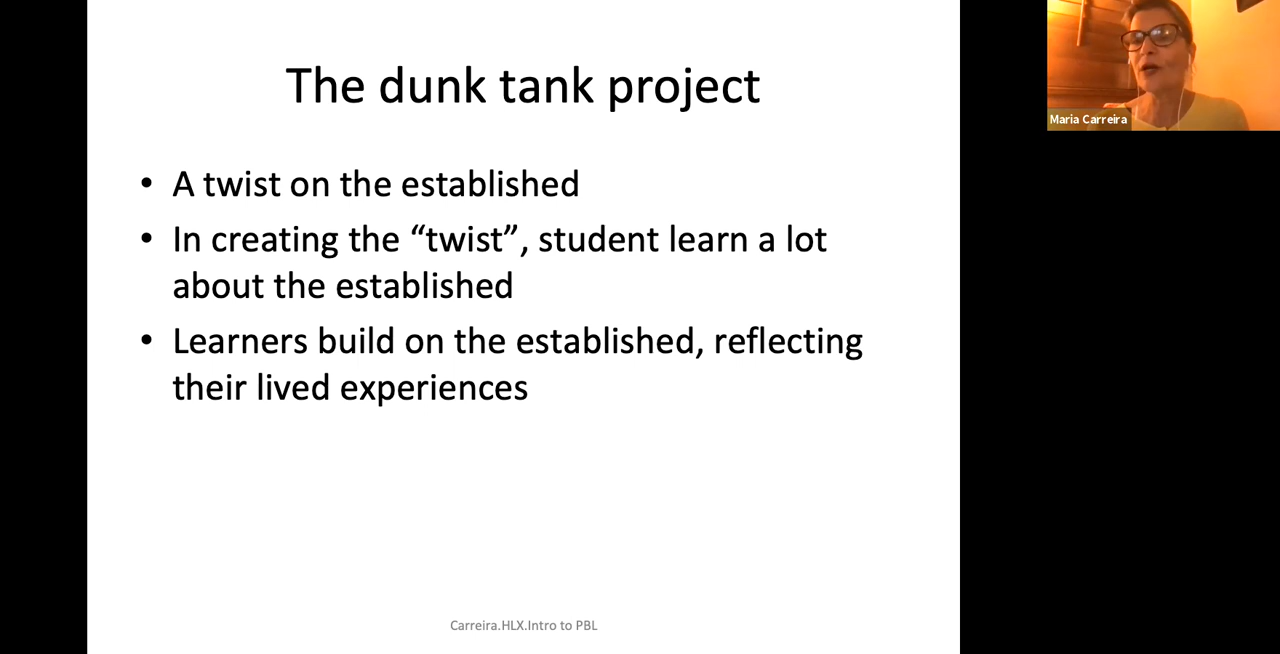 The dunk tank project
• A twist on the established
• In creating the “twist”, student learn a lot
about the established
• Learners build on the established, reflecting
their lived experiences
Carreira.HLX.Intro to PBL
Maria Carreira